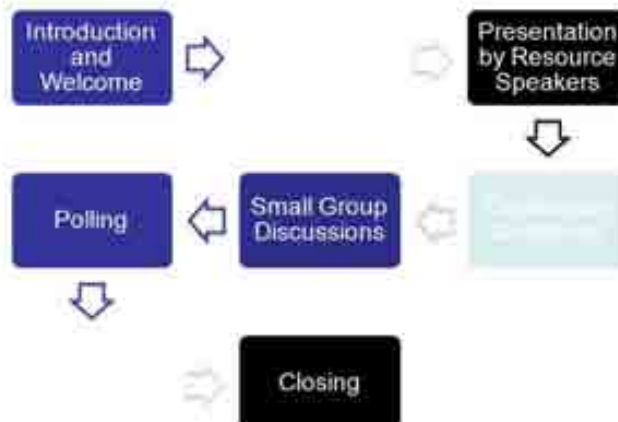 Introduction
and
Welcome
Presentation
by Resource
Speakers
Polling
Small Group
Discussions
Closing